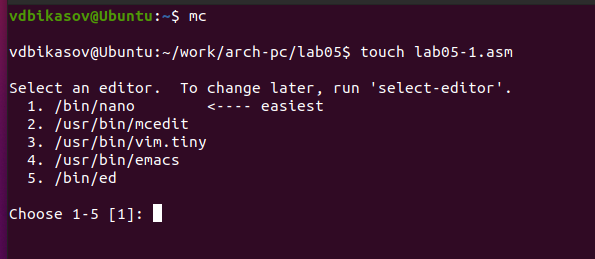 vdbikasov@Ubuntu:~$ mc
vdbikasov@Ubuntu:~/work/arch-pc/lab05$ touch lab05-1.asm
Select an editor.  To change later, run 'select-editor'.
  1. /bin/nano        <---- easiest
  2. /usr/bin/mcedit
  3. /usr/bin/vim.tiny
  4. /usr/bin/emacs
  5. /bin/ed
Choose 1-5 [1]: